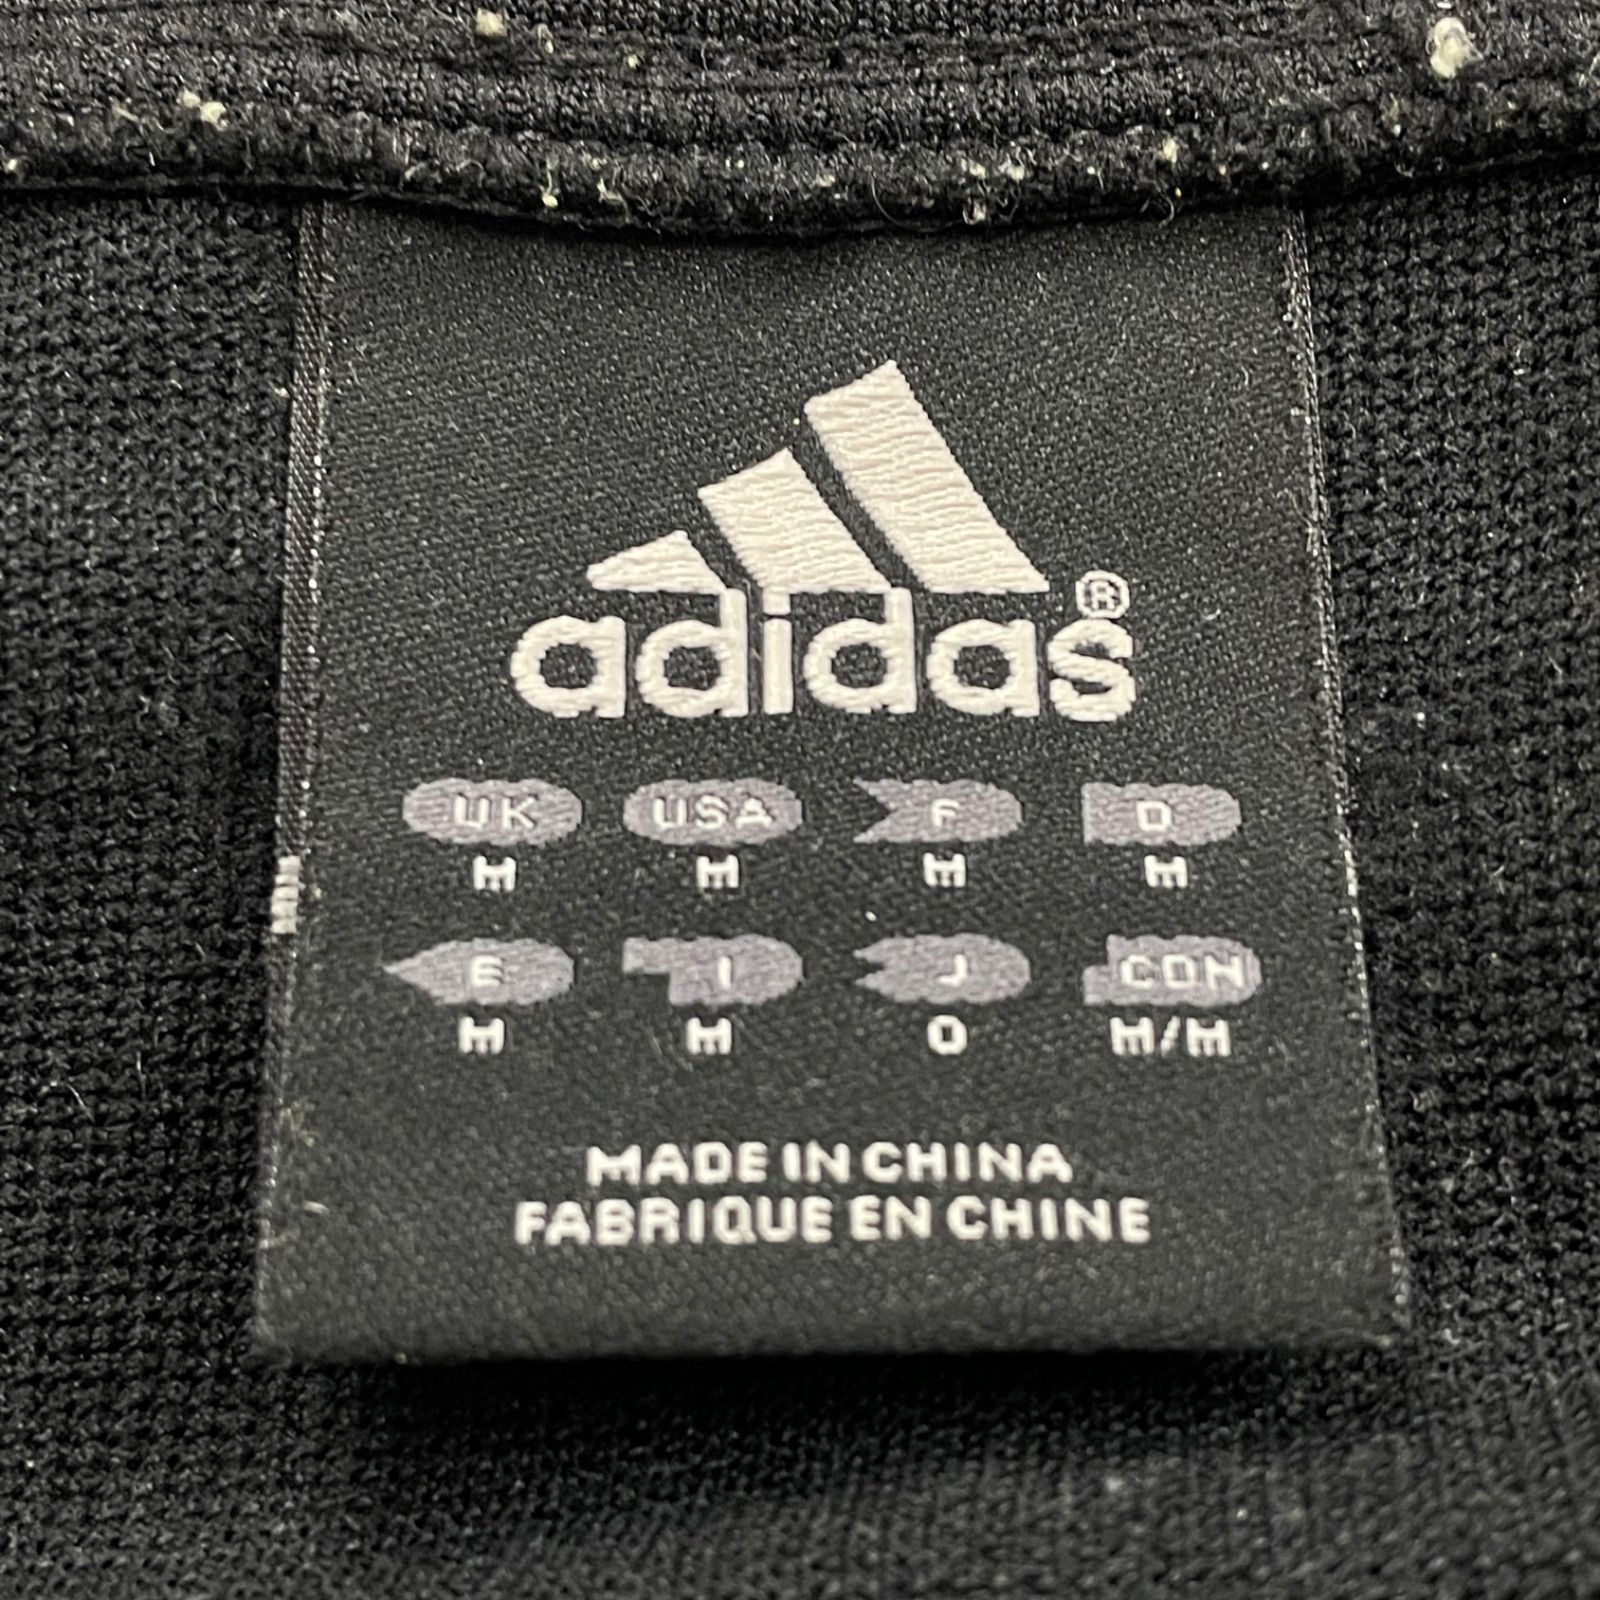 adidas®
UK USA F D
M M M M
E I J CON
M M O M/M
MADE IN CHINA
FABRIQUE EN CHINE